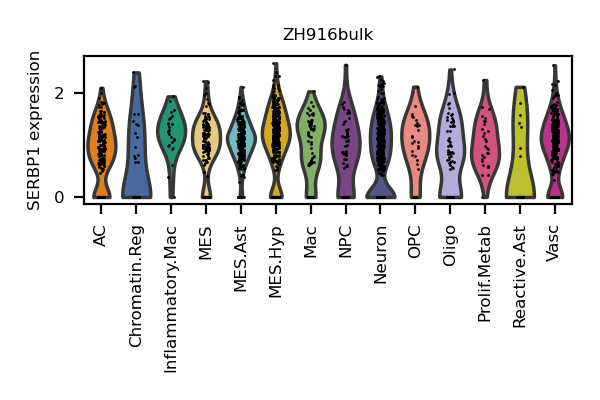 ZH916bulk
SERBP1 expression
2
0
AC
Chromatin.Reg
Inflammatory.Mac
MES
MES.Ast
MES.Hyp
Mac
NPC
Neuron
OPC
Oligo
Prolif.Metab
Reactive.Ast
Vasc